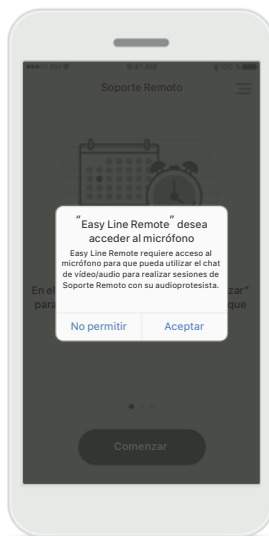 9:41 AM
100 %
Soporte Remoto
“Easy Line Remote” desea
acceder al micrófono
Easy Line Remote requiere acceso al
micrófono para que pueda utilizar el chat
de vídeo/audio para realizar sesiones de
Soporte Remoto con su audioprotesista.
En el
zar”
para
que
No permitir
Aceptar
Comenzar